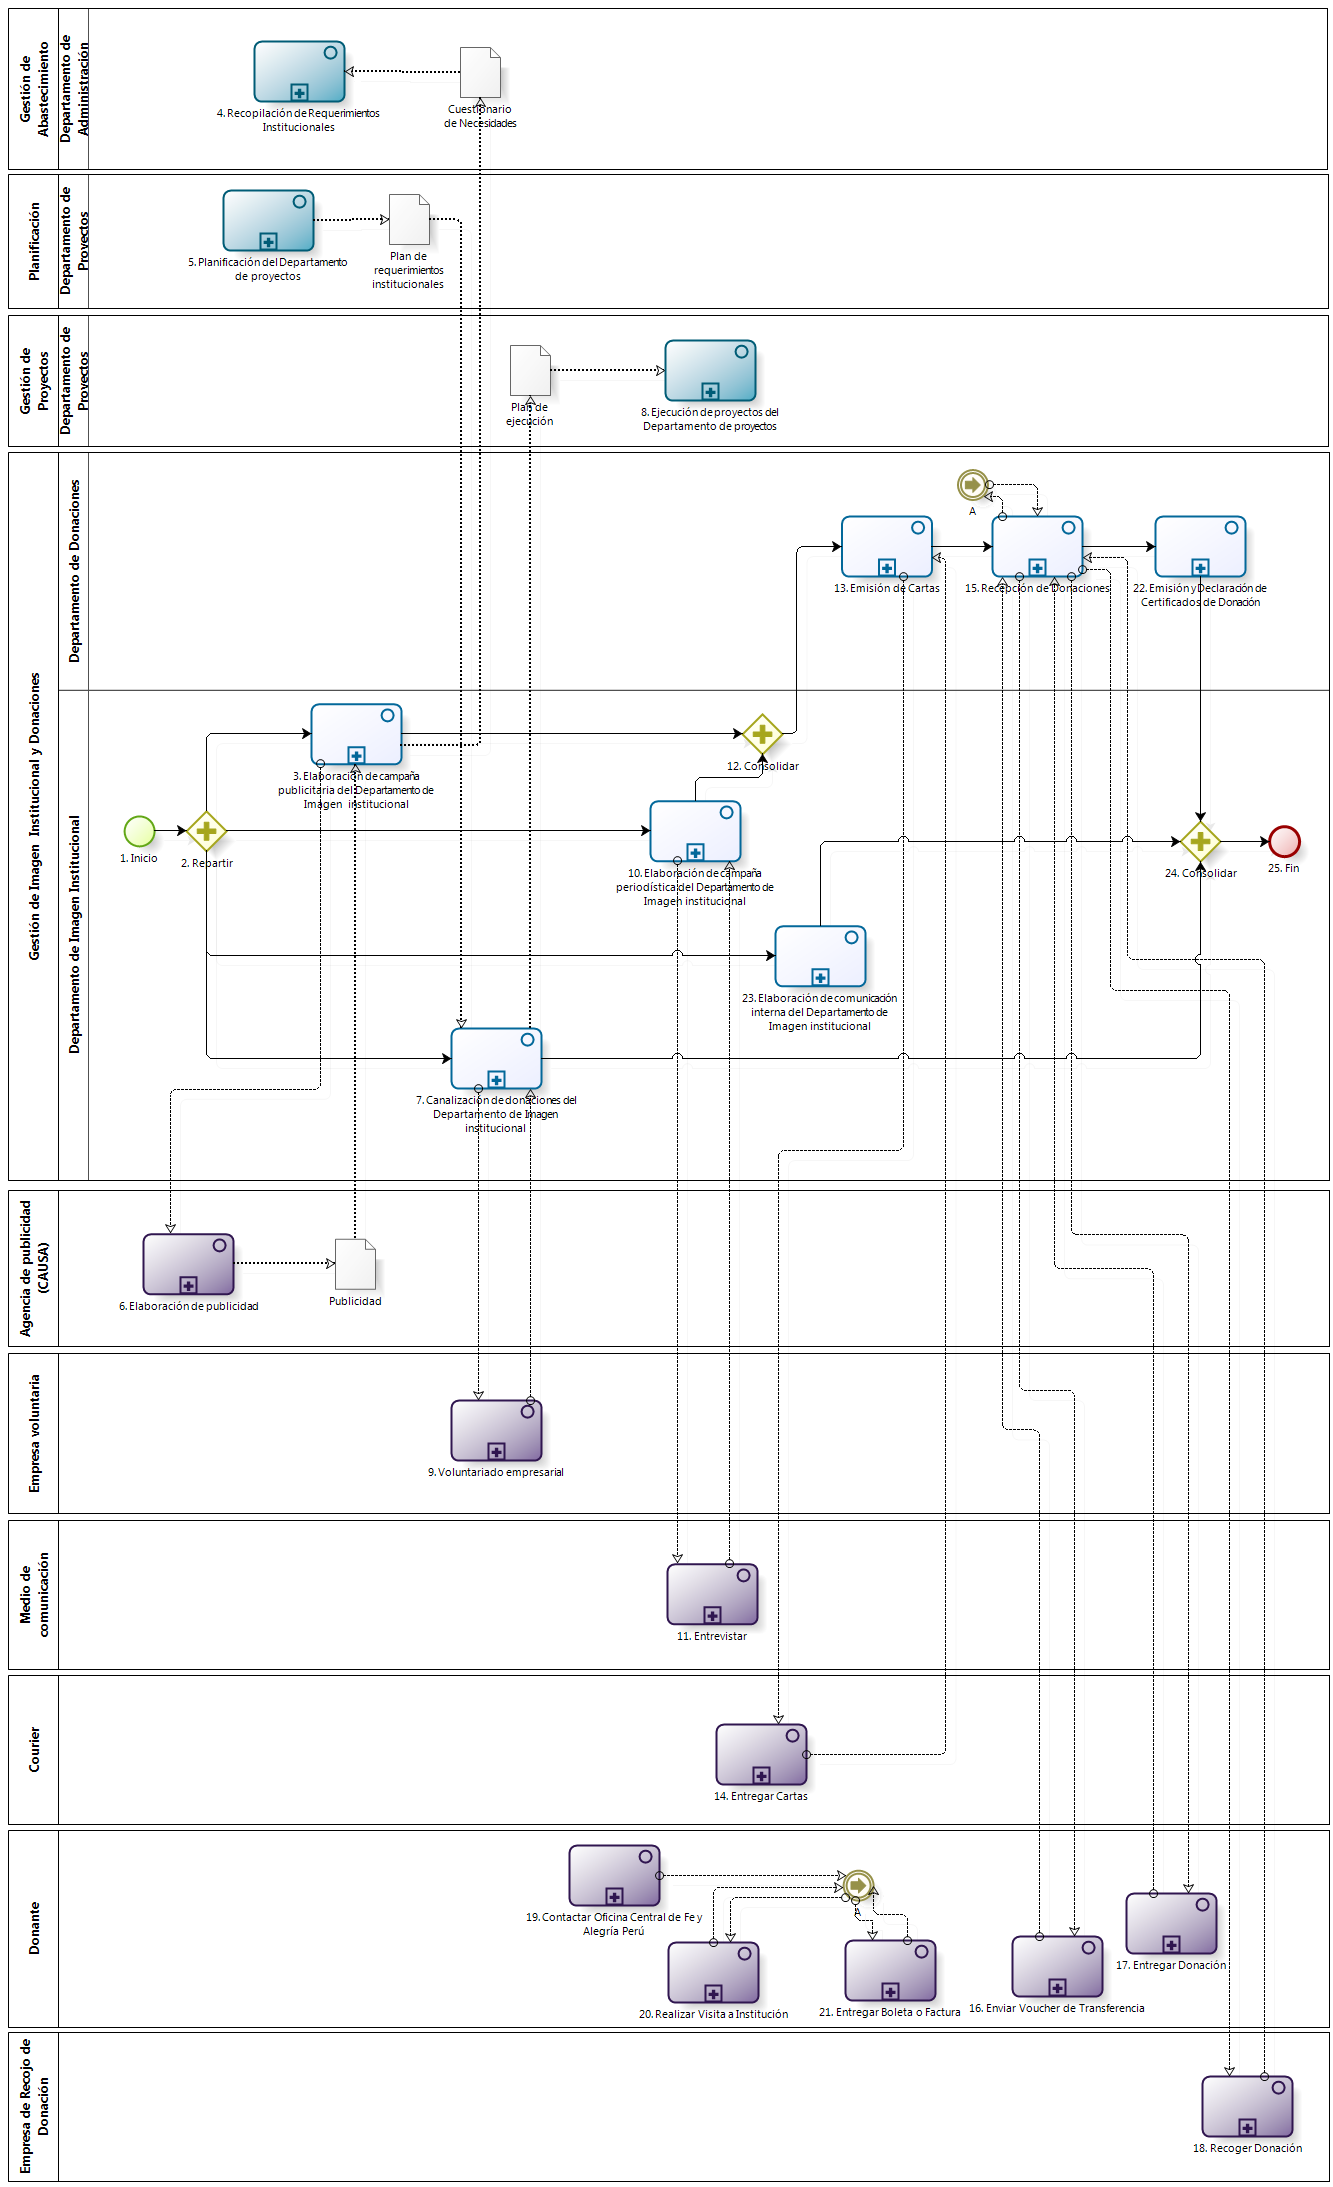 Gestión de
Abastecimiento
Departamento de
Administración
4. Recopilación de Requerimientos
Institucionales
Cuestionario
de Necesidades
Planificación
Departamento de
Proyectos
5. Planificación del Departamento
de proyectos
Plan de
requerimientos
institucionales
Gestión de
Proyectos
Departamento de
Proyectos
Plan de
ejecución
8. Ejecución de proyectos del
Departamento de proyectos
Gestión de Imagen Institucional y Donaciones
Departamento de Donaciones
A
13. Emisión de Cartas
15. Recepción de Donaciones
22. Emisión y Declaración de
Certificados de Donación
Departamento de Imagen Institucional
1. Inicio
2. Repartir
3. Elaboración de campaña
publicitaria del Departamento de
Imagen institucional
12. Consolidar
10. Elaboración de campaña
periodística del Departamento de
Imagen institucional
24. Consolidar
25. Fin
23. Elaboración de comunicación
interna del Departamento de
Imagen institucional
7. Canalización de donaciones del
Departamento de Imagen
institucional
Agencia de publicidad
(CAUSA)
6. Elaboración de publicidad
Publicidad
Empresa voluntaria
9. Voluntariado empresarial
Medio de
comunicación
11. Entrevistar
Courier
14. Entregar Cartas
Donante
19. Contactar Oficina Central de Fe y
Alegría Perú
A
20. Realizar Visita a Institución
21. Entregar Boleta o Factura
16. Enviar Voucher de Transferencia
17. Entregar Donación
Empresa de Recojo de
Donación
18. Recoger Donación